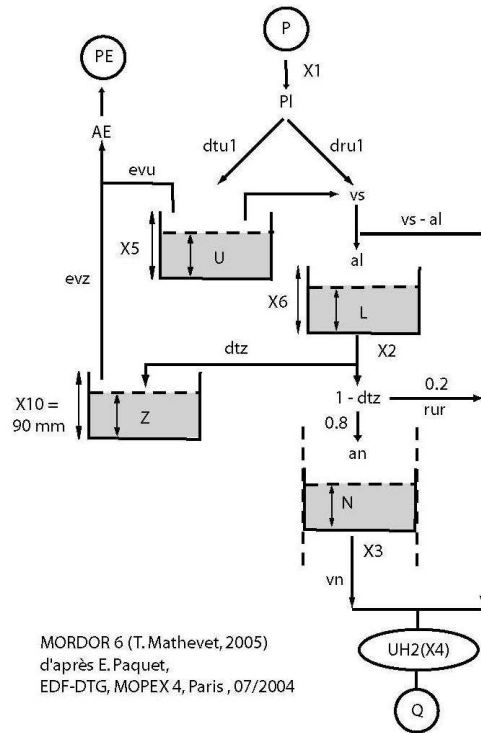 P
PE
X1
Pl
AE
dtu1
dru1
evu
vs
vs - al
X5
U
al
evz
X6
L
dtz
X2
X10 =
90 mm
Z
1 - dtz
0.2
rur
0.8
an
N
X3
vn
MORDOR 6 (T. Mathevet, 2005)
d'après E. Paquet,
EDF-DTG, MOPEX 4, Paris , 07/2004
UH2(X4)
Q